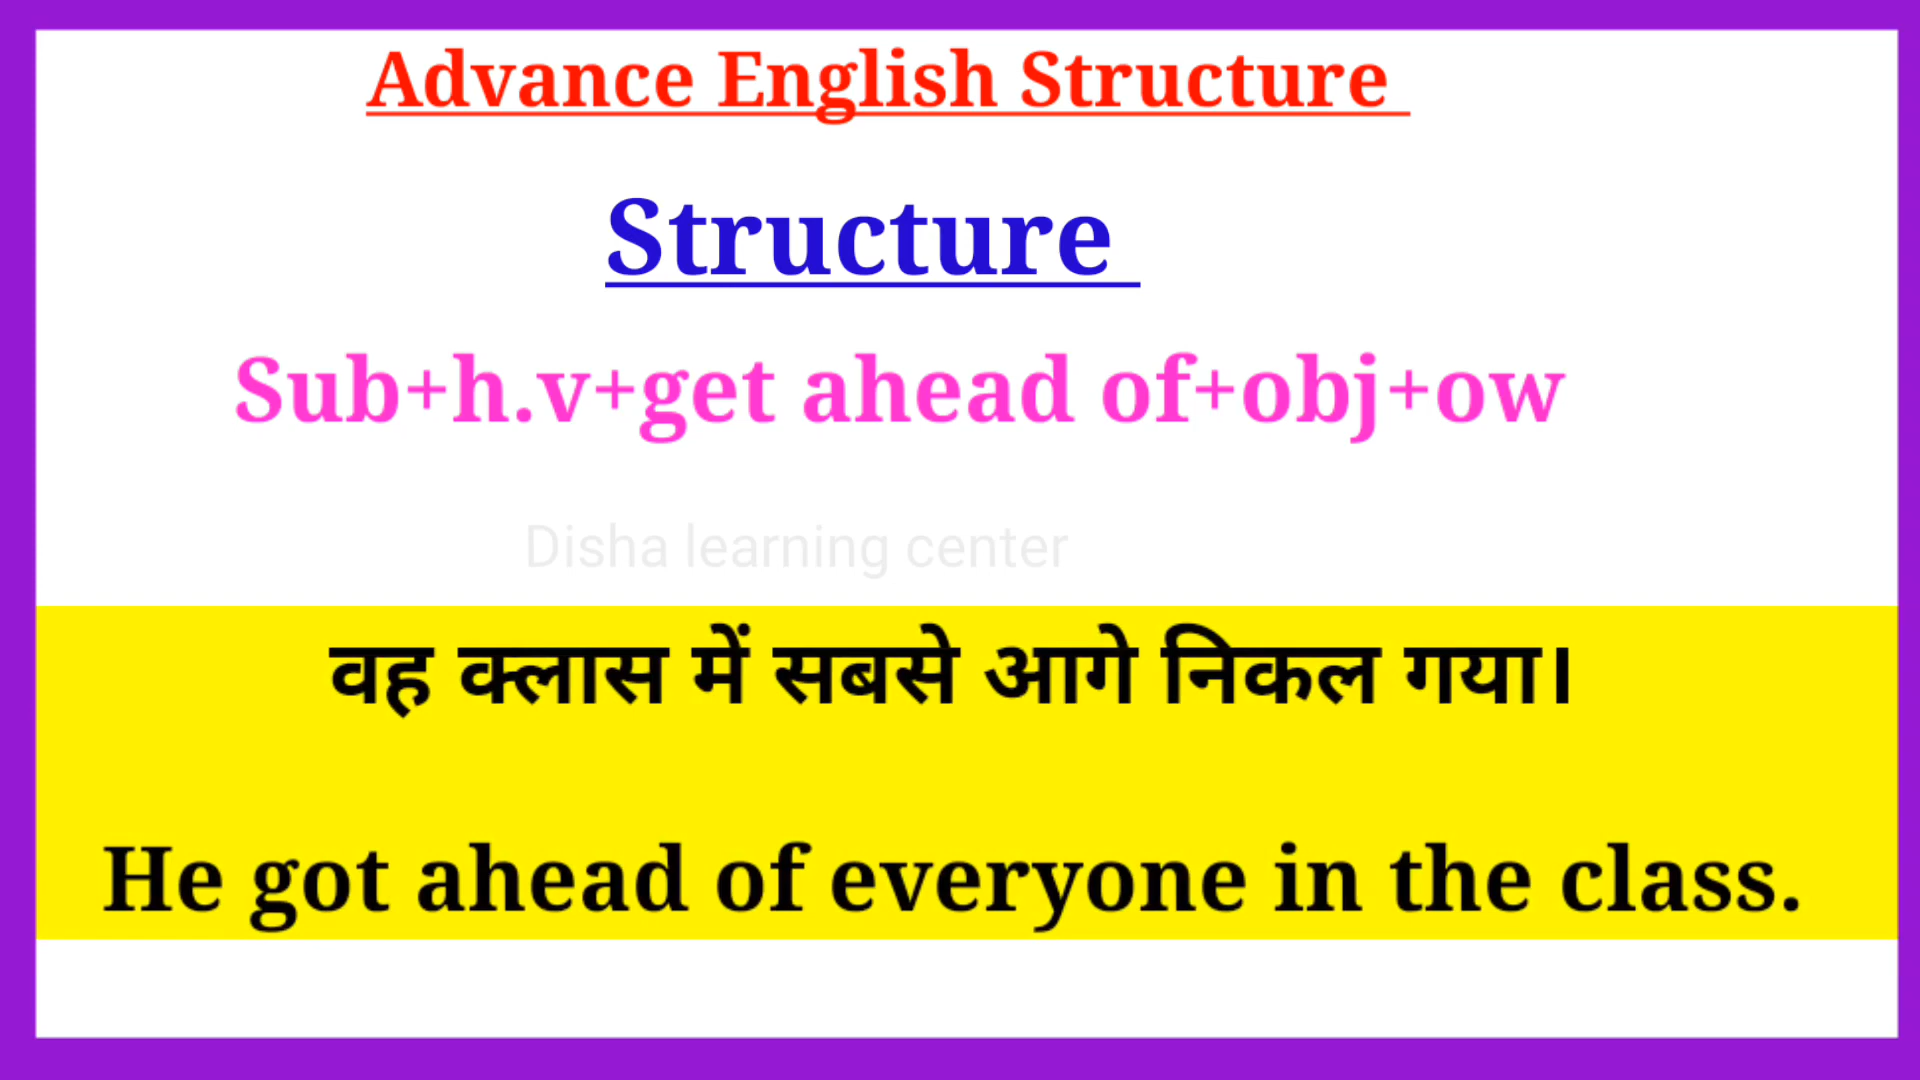 Advance English Structure
Structure
Sub+h.v+get ahead of+obj+ow
Disha learning center
वह क्लास में सबसे आगे निकल गया।
He got ahead of everyone in the class.